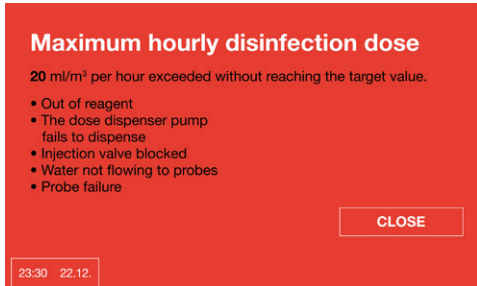 Maximum hourly disinfection dose
20 ml/m³ per hour exceeded without reaching the target value.
• Out of reagent
• The dose dispenser pump
fails to dispense
• Injection valve blocked
• Water not flowing to probes
• Probe failure
CLOSE
23:30 22.12.